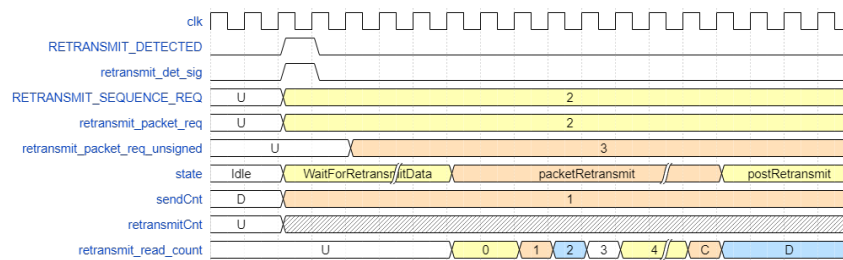 clk
RETRANSMIT_DETECTED
retransmit_det_sig
RETRANSMIT_SEQUENCE_REQ U 2
retransmit_packet_req U 2
retransmit_packet_req_unsigned U 3
state Idle WaitForRetransmitData packetRetransmit postRetransmit
sendCnt D 1
retransmitCnt U
retransmit_read_count U 0 1 2 3 4 C D